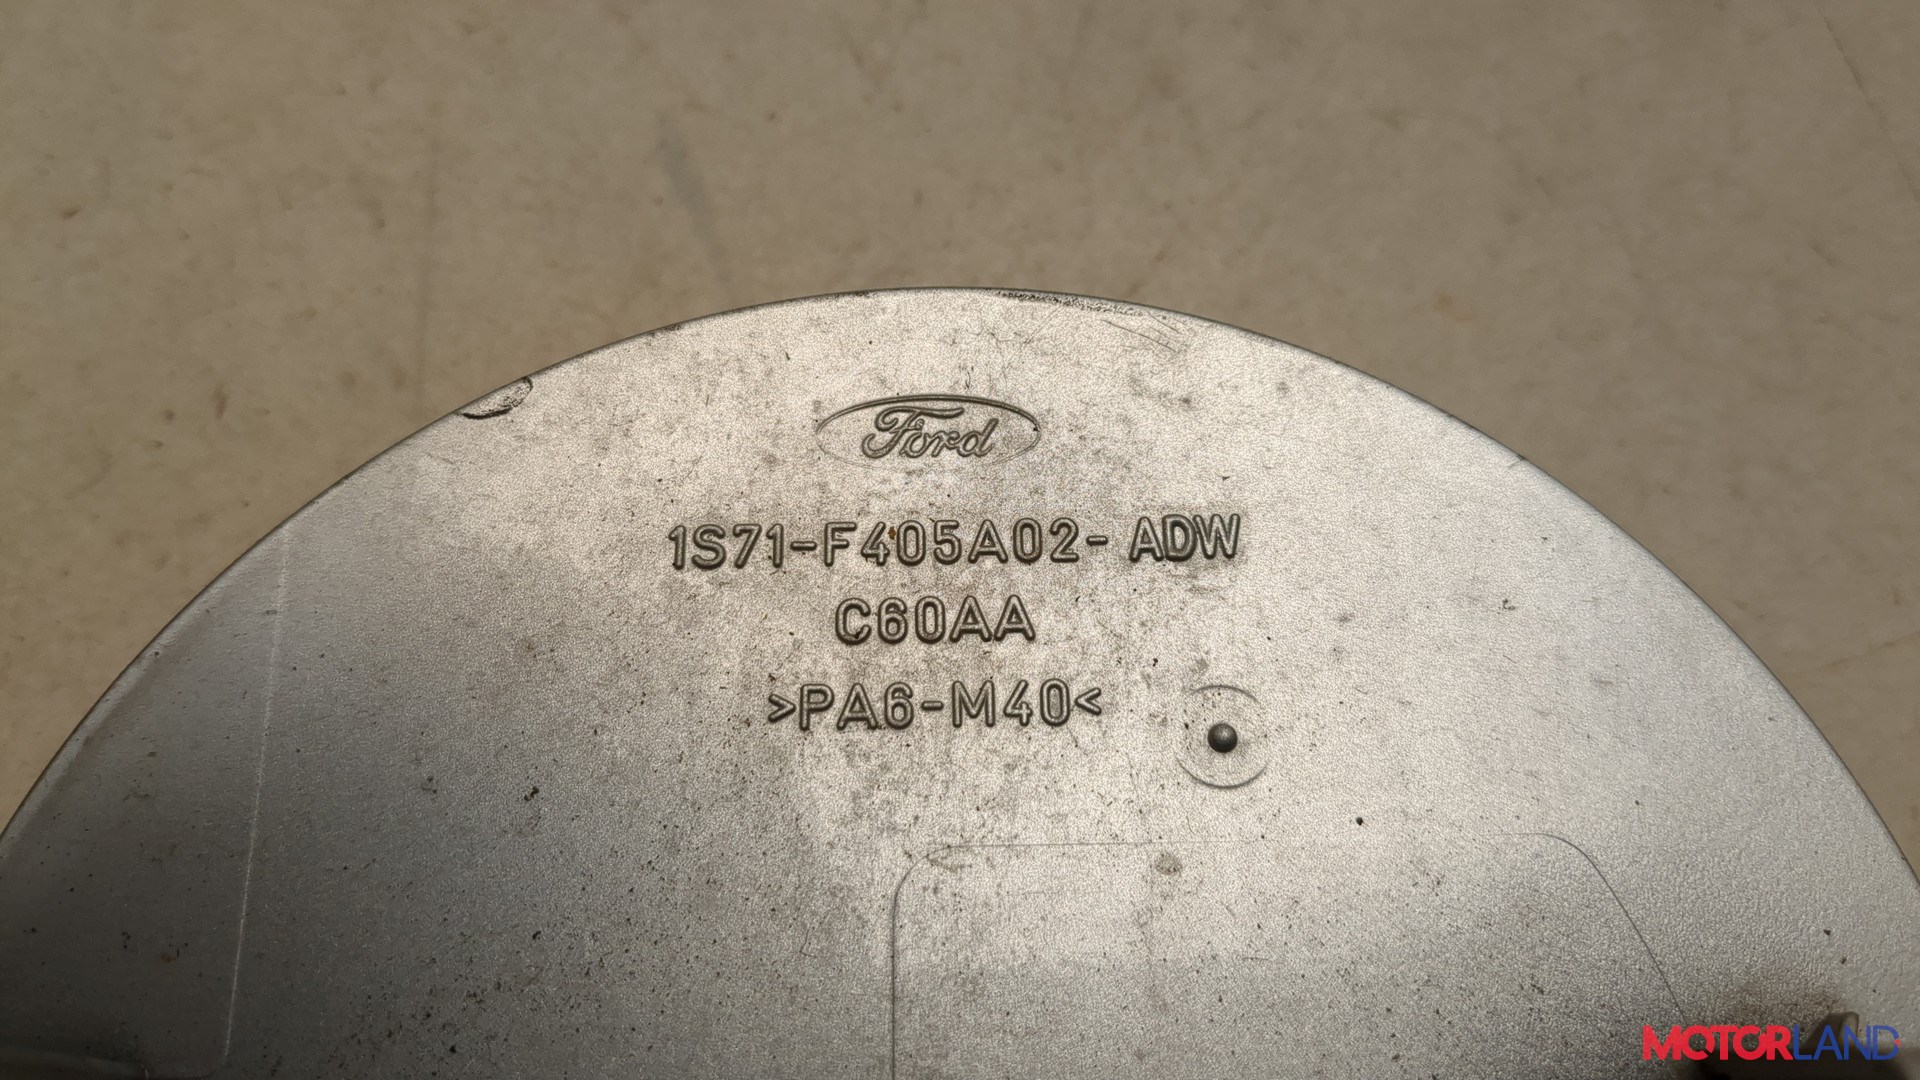 Ford
1S71-F405A02-ADW
C60AA
>PA6-M40<
MOTORLAND